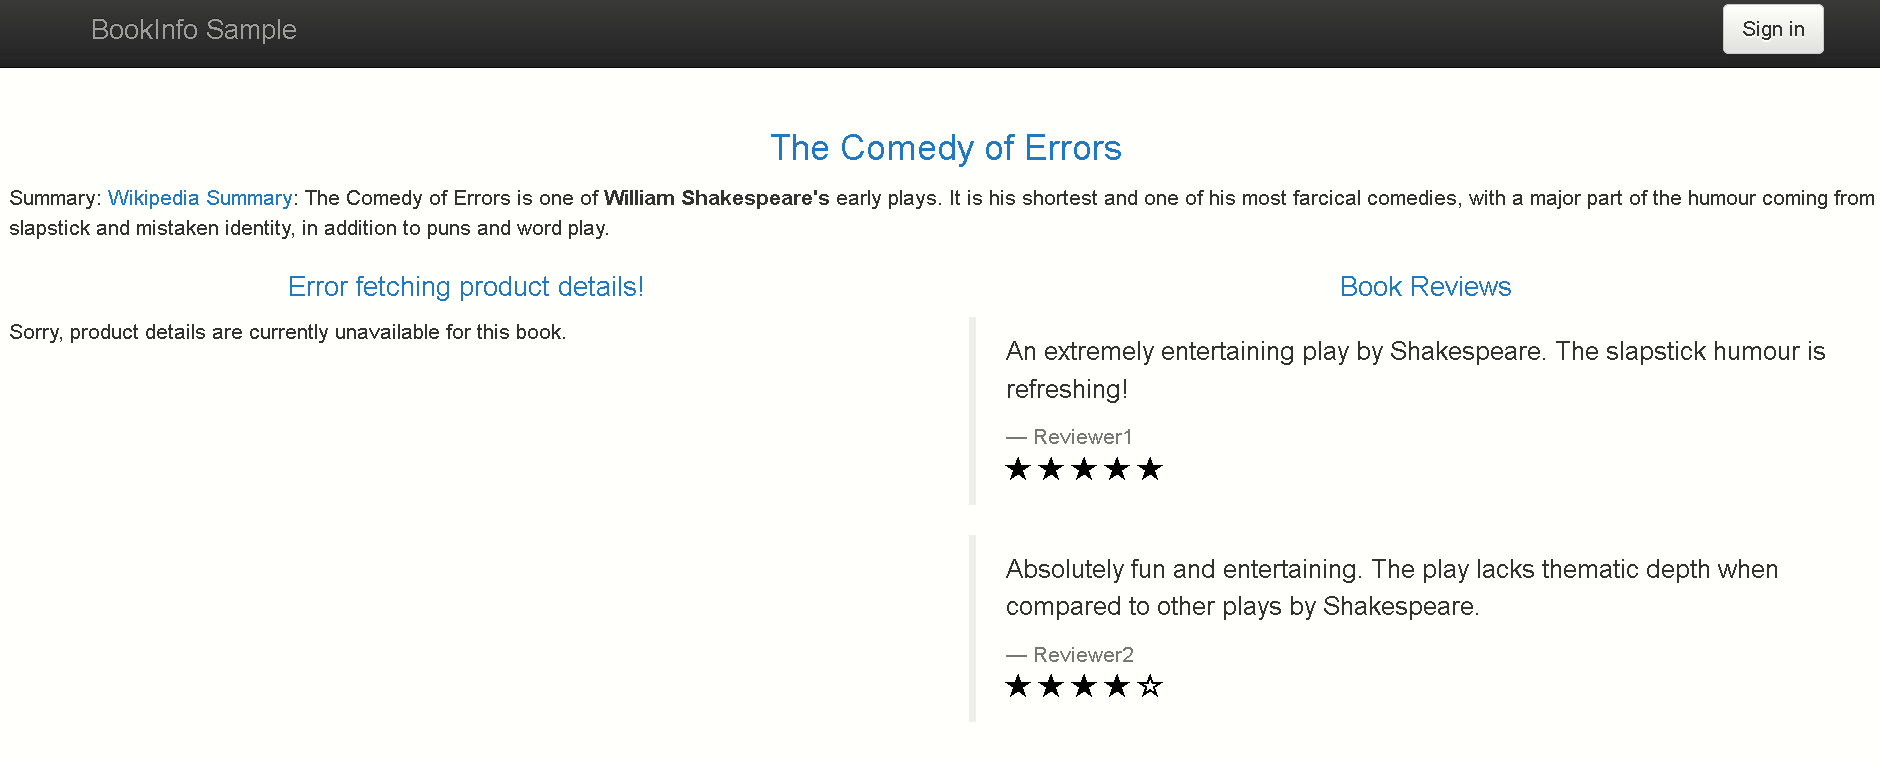 BookInfo Sample
Sign in
The Comedy of Errors
Summary: Wikipedia Summary: The Comedy of Errors is one of William Shakespeare's early plays. It is his shortest and one of his most farcical comedies, with a major part of the humour coming from
slapstick and mistaken identity, in addition to puns and word play.
Error fetching product details!
Sorry, product details are currently unavailable for this book.
Book Reviews
An extremely entertaining play by Shakespeare. The slapstick humour is
refreshing!
— Reviewer1
★★★★★
Absolutely fun and entertaining. The play lacks thematic depth when
compared to other plays by Shakespeare.
— Reviewer2
★★★★☆